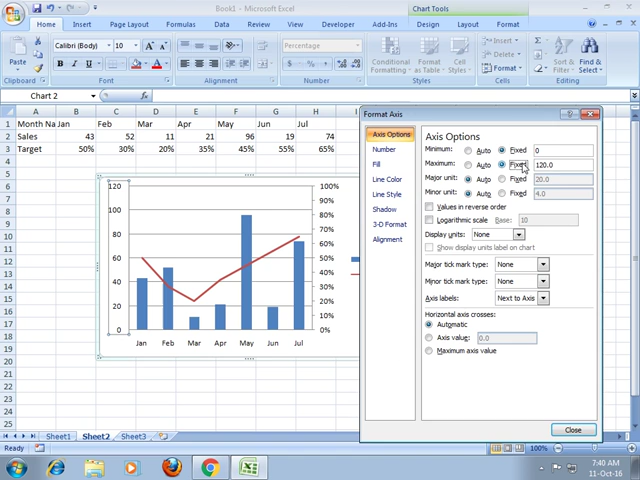 Book1 - Microsoft Excel
Chart Tools
Home
Insert
Page Layout
Formulas
Data
Review
View
Developer
Design
Layout
Format
Paste
Calibri (Body)
10
B I U
General
$ % ,
Conditional Formatting
Format as Table
Cell Styles
Insert
Delete
Format
Sort & Filter
Find & Select
Clipboard
Font
Alignment
Number
Styles
Cells
Editing
Chart 2
fx
A B C D E F G H
1 Month Na Jan Feb Mar Apr May Jun Jul
2 Sales 43 52 11 21 96 19 74
3 Target 50% 30% 20% 35% 45% 55% 65%
4
5
6
7
8
9
10
11
12
13
14
15
16
17
18
19
20
21
22
23
24
25
120
100
80
60
40
20
0
100%
90%
80%
70%
60%
50%
40%
30%
20%
10%
0%
Jan Feb Mar Apr May Jun Jul
Format Axis
Axis Options
Number
Fill
Line Color
Line Style
Shadow
3-D Format
Alignment
Axis Options
Minimum: Auto Fixed 0
Maximum: Auto Fixed 120.0
Major unit: Auto Fixed 20.0
Minor unit: Auto Fixed 4.0
Values in reverse order
Logarithmic scale Base: 10
Display units: None
Show display units label on chart
Major tick mark type: None
Minor tick mark type: None
Axis labels: Next to Axis
Horizontal axis crosses:
Automatic
Axis value: 0.0
Maximum axis value
Close
Sheet1 Sheet2 Sheet3
Ready
100%
7:40 AM
11-Oct-16